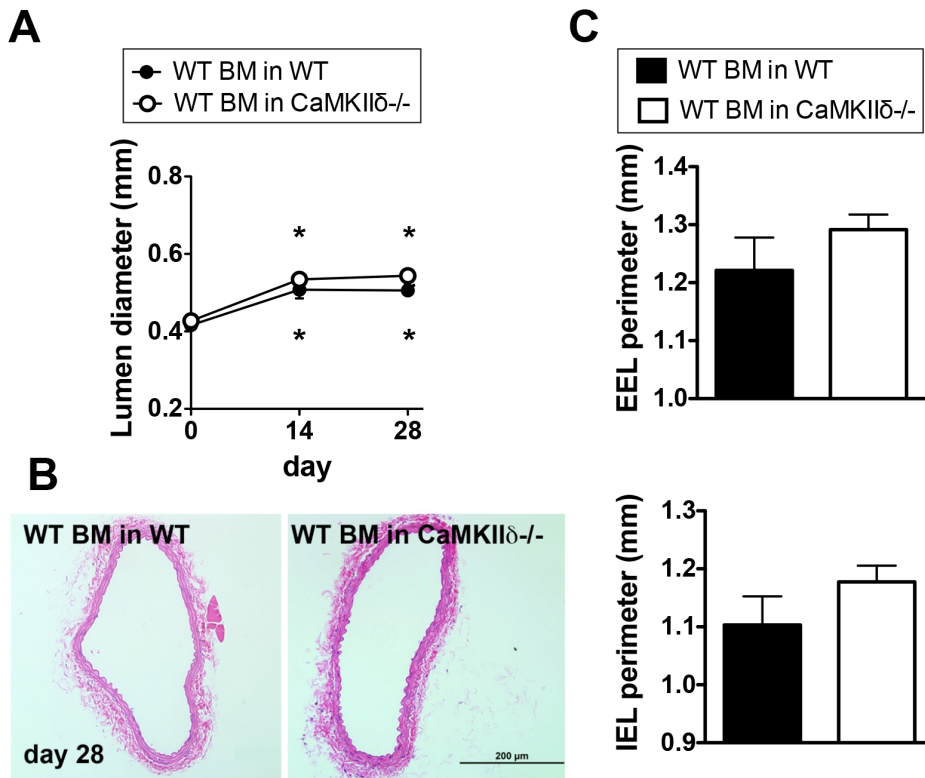 A
WT BM in WT
WT BM in CaMKIIδ-/-
Lumen diameter (mm)
0.8
0.6
0.4
0.2
* *
* *
0 14 28
day
B
WT BM in WT
WT BM in CaMKIIδ-/-
day 28
200 µm
C
WT BM in WT
WT BM in CaMKIIδ-/-
EEL perimeter (mm)
1.4
1.3
1.2
1.1
1.0
IEL perimeter (mm)
1.3
1.2
1.1
1.0
0.9